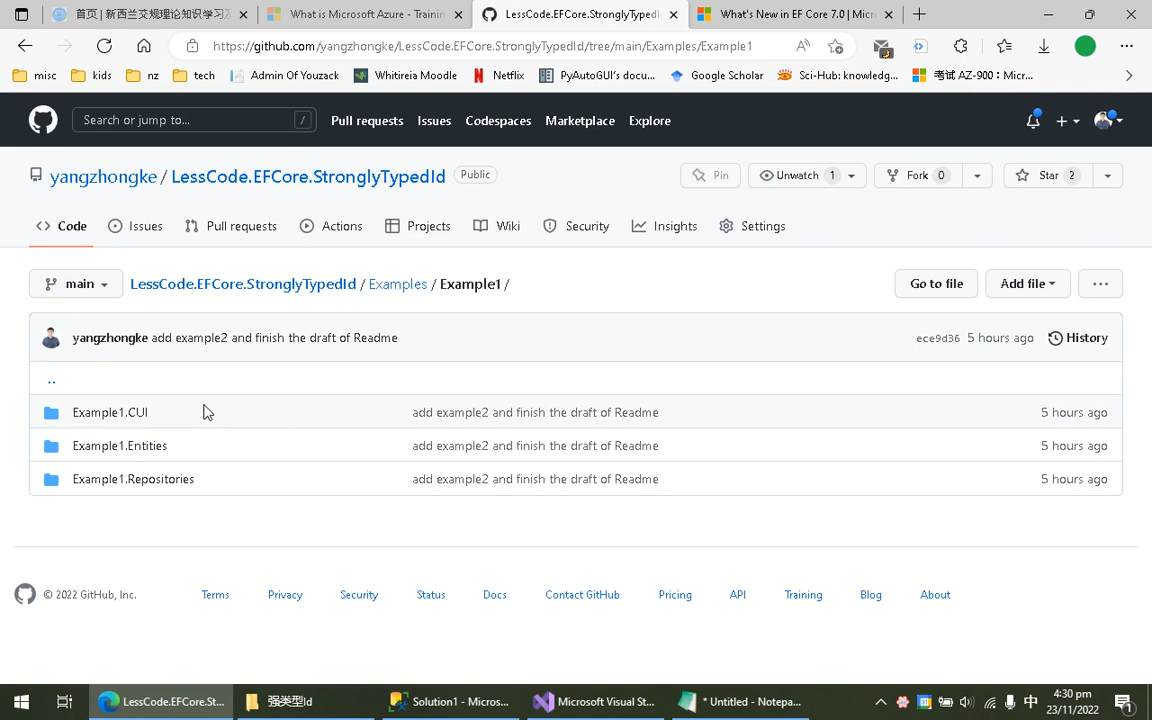 首页 | 新西兰交规理论知识学习及
What is Microsoft Azure - Trainin
LessCode.EFCore.StronglyTypedI
What's New in EF Core 7.0 | Micr
https://github.com/yangzhongke/LessCode.EFCore.StronglyTypedId/tree/main/Examples/Example1
misc
kids
nz
tech
Admin Of Youzack
Whitireia Moodle
Netflix
PyAutoGUI's docu...
Google Scholar
Sci-Hub: knowledg...
考试 AZ-900：Micr...
Search or jump to...
/
Pull requests
Issues
Codespaces
Marketplace
Explore
yangzhongke / LessCode.EFCore.StronglyTypedId
Public
Pin
Unwatch 1
Fork 0
Star 2
<> Code
Issues
Pull requests
Actions
Projects
Wiki
Security
Insights
Settings
main
LessCode.EFCore.StronglyTypedId / Examples / Example1 /
Go to file
Add file
yangzhongke add example2 and finish the draft of Readme
ece9d36 5 hours ago
History
..
Example1.CUI
add example2 and finish the draft of Readme
5 hours ago
Example1.Entities
add example2 and finish the draft of Readme
5 hours ago
Example1.Repositories
add example2 and finish the draft of Readme
5 hours ago
© 2022 GitHub, Inc.
Terms
Privacy
Security
Status
Docs
Contact GitHub
Pricing
API
Training
Blog
About
LessCode.EFCore.St...
强类型Id
Solution1 - Micros...
Microsoft Visual St...
* Untitled - Notepa...
中
4:30 pm
23/11/2022
1